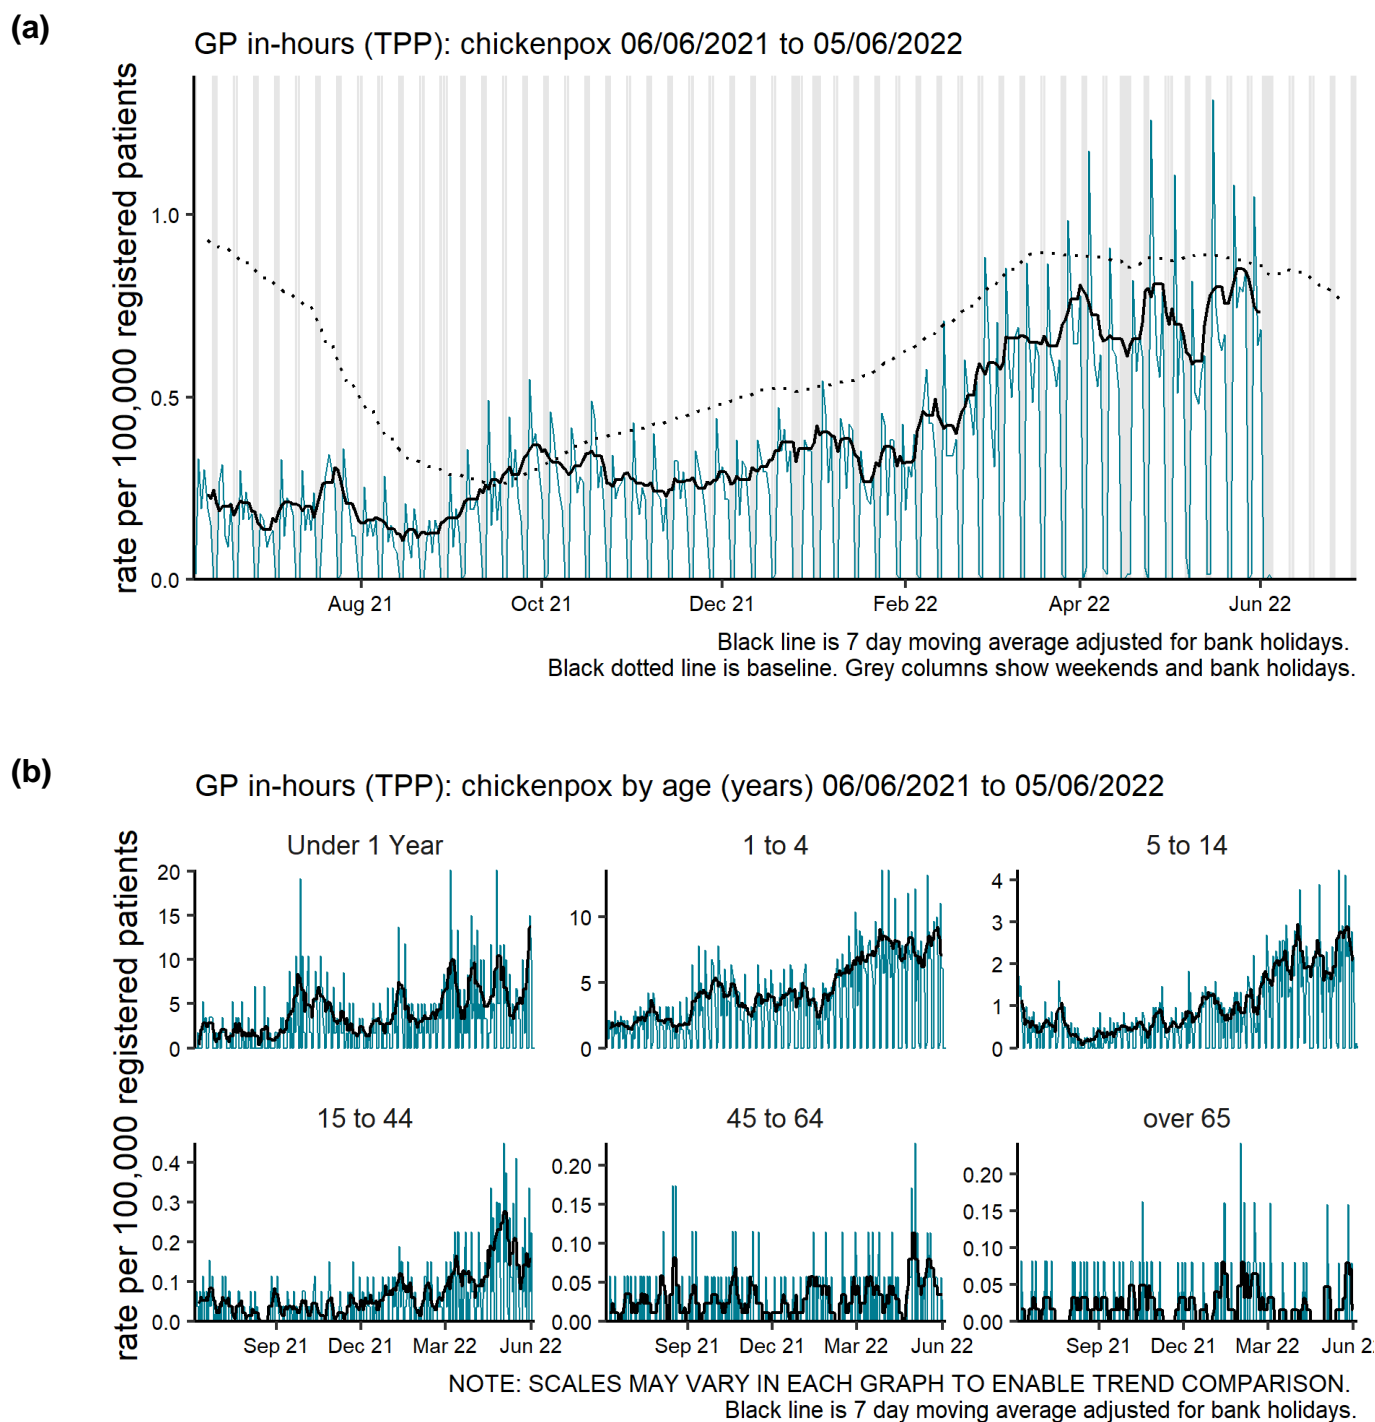 (a)
GP in-hours (TPP): chickenpox 06/06/2021 to 05/06/2022
rate per 100,000 registered patients
1.0
0.5
0.0
Aug 21 Oct 21 Dec 21 Feb 22 Apr 22 Jun 22
Black line is 7 day moving average adjusted for bank holidays.
Black dotted line is baseline. Grey columns show weekends and bank holidays.
(b)
GP in-hours (TPP): chickenpox by age (years) 06/06/2021 to 05/06/2022
rate per 100,000 registered patients
Under 1 Year
20
15
10
5
0
1 to 4
10
5
0
5 to 14
4
3
2
1
0
15 to 44
0.4
0.3
0.2
0.1
0.0
Sep 21 Dec 21 Mar 22 Jun 22
45 to 64
0.20
0.15
0.10
0.05
0.00
Sep 21 Dec 21 Mar 22 Jun 22
over 65
0.20
0.15
0.10
0.05
0.00
Sep 21 Dec 21 Mar 22 Jun 2
NOTE: SCALES MAY VARY IN EACH GRAPH TO ENABLE TREND COMPARISON.
Black line is 7 day moving average adjusted for bank holidays.